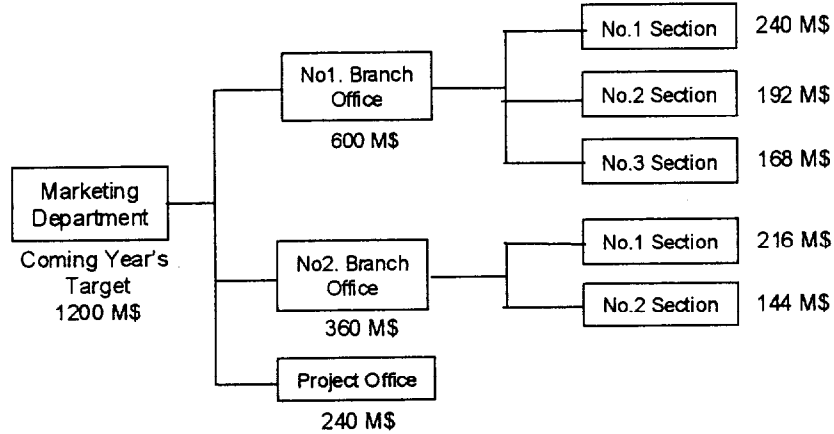 Marketing
Department
Coming Year's
Target
1200 M$
No1. Branch
Office
600 M$
No.1 Section 240 M$
No.2 Section 192 M$
No.3 Section 168 M$
No2. Branch
Office
360 M$
No.1 Section 216 M$
No.2 Section 144 M$
Project Office
240 M$